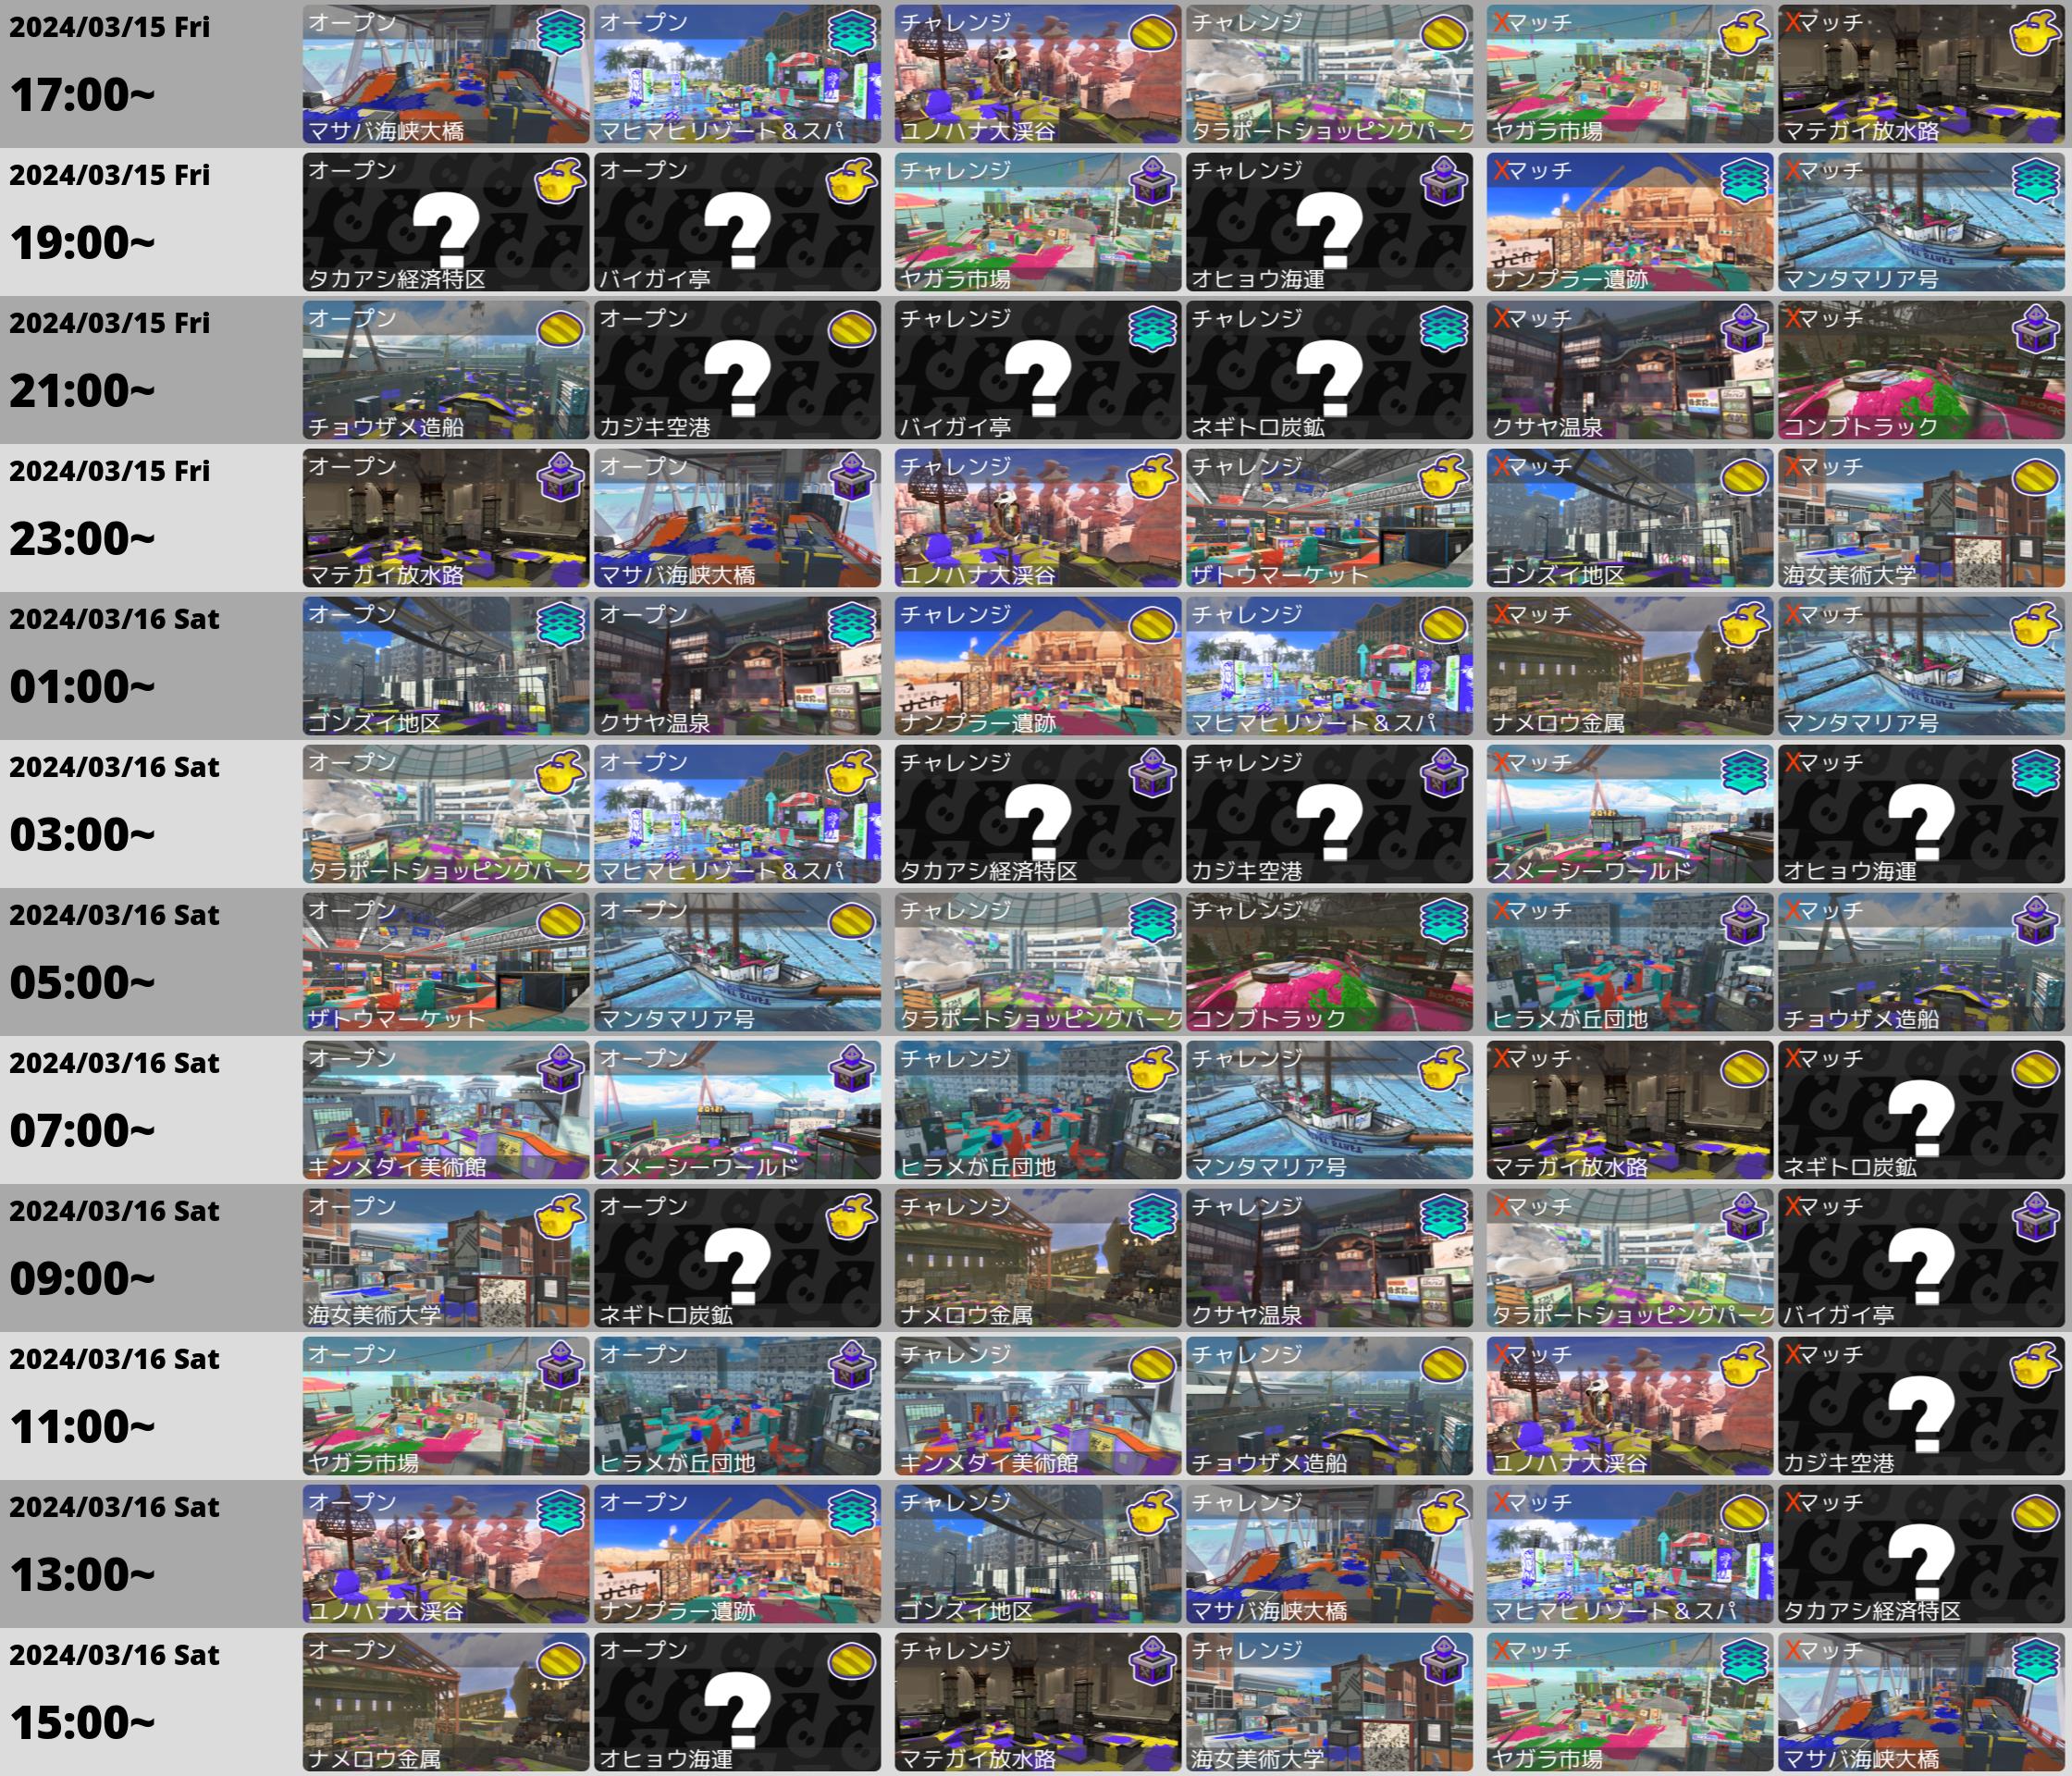 2024/03/15 Fri
17:00~
オープン オープン チャレンジ チャレンジ Xマッチ Xマッチ
マサバ海峡大橋 マヒマヒリゾート＆スパ ユノハナ大渓谷 タラポートショッピングパーク ヤガラ市場 マテガイ放水路
2024/03/15 Fri
19:00~
オープン オープン チャレンジ チャレンジ Xマッチ Xマッチ
? ? ?
タカアシ経済特区 バイガイ亭 ヤガラ市場 オヒョウ海運 ナンプラー遺跡 マンタマリア号
2024/03/15 Fri
21:00~
オープン オープン チャレンジ チャレンジ Xマッチ Xマッチ
? ? ?
チョウザメ造船 カジキ空港 バイガイ亭 ネギトロ炭鉱 クサヤ温泉 コンブトラック
2024/03/15 Fri
23:00~
オープン オープン チャレンジ チャレンジ Xマッチ Xマッチ
マテガイ放水路 マサバ海峡大橋 ユノハナ大渓谷 ザトウマーケット ゴンズイ地区 海女美術大学
2024/03/16 Sat
01:00~
オープン オープン チャレンジ チャレンジ Xマッチ Xマッチ
ゴンズイ地区 クサヤ温泉 ナンプラー遺跡 マヒマヒリゾート＆スパ ナメロウ金属 マンタマリア号
2024/03/16 Sat
03:00~
オープン オープン チャレンジ チャレンジ Xマッチ Xマッチ
? ? ?
タラポートショッピングパーク マヒマヒリゾート＆スパ タカアシ経済特区 カジキ空港 スメーシーワールド オヒョウ海運
2024/03/16 Sat
05:00~
オープン オープン チャレンジ チャレンジ Xマッチ Xマッチ
ザトウマーケット マンタマリア号 タラポートショッピングパーク コンブトラック ヒラメが丘団地 チョウザメ造船
2024/03/16 Sat
07:00~
オープン オープン チャレンジ チャレンジ Xマッチ Xマッチ
?
キンメダイ美術館 スメーシーワールド ヒラメが丘団地 マンタマリア号 マテガイ放水路 ネギトロ炭鉱
2024/03/16 Sat
09:00~
オープン オープン チャレンジ チャレンジ Xマッチ Xマッチ
? ?
海女美術大学 ネギトロ炭鉱 ナメロウ金属 クサヤ温泉 タラポートショッピングパーク バイガイ亭
2024/03/16 Sat
11:00~
オープン オープン チャレンジ チャレンジ Xマッチ Xマッチ
?
ヤガラ市場 ヒラメが丘団地 キンメダイ美術館 チョウザメ造船 ユノハナ大渓谷 カジキ空港
2024/03/16 Sat
13:00~
オープン オープン チャレンジ チャレンジ Xマッチ Xマッチ
?
ユノハナ大渓谷 ナンプラー遺跡 ゴンズイ地区 マサバ海峡大橋 マヒマヒリゾート＆スパ タカアシ経済特区
2024/03/16 Sat
15:00~
オープン オープン チャレンジ チャレンジ Xマッチ Xマッチ
?
ナメロウ金属 オヒョウ海運 マテガイ放水路 海女美術大学 ヤガラ市場 マサバ海峡大橋